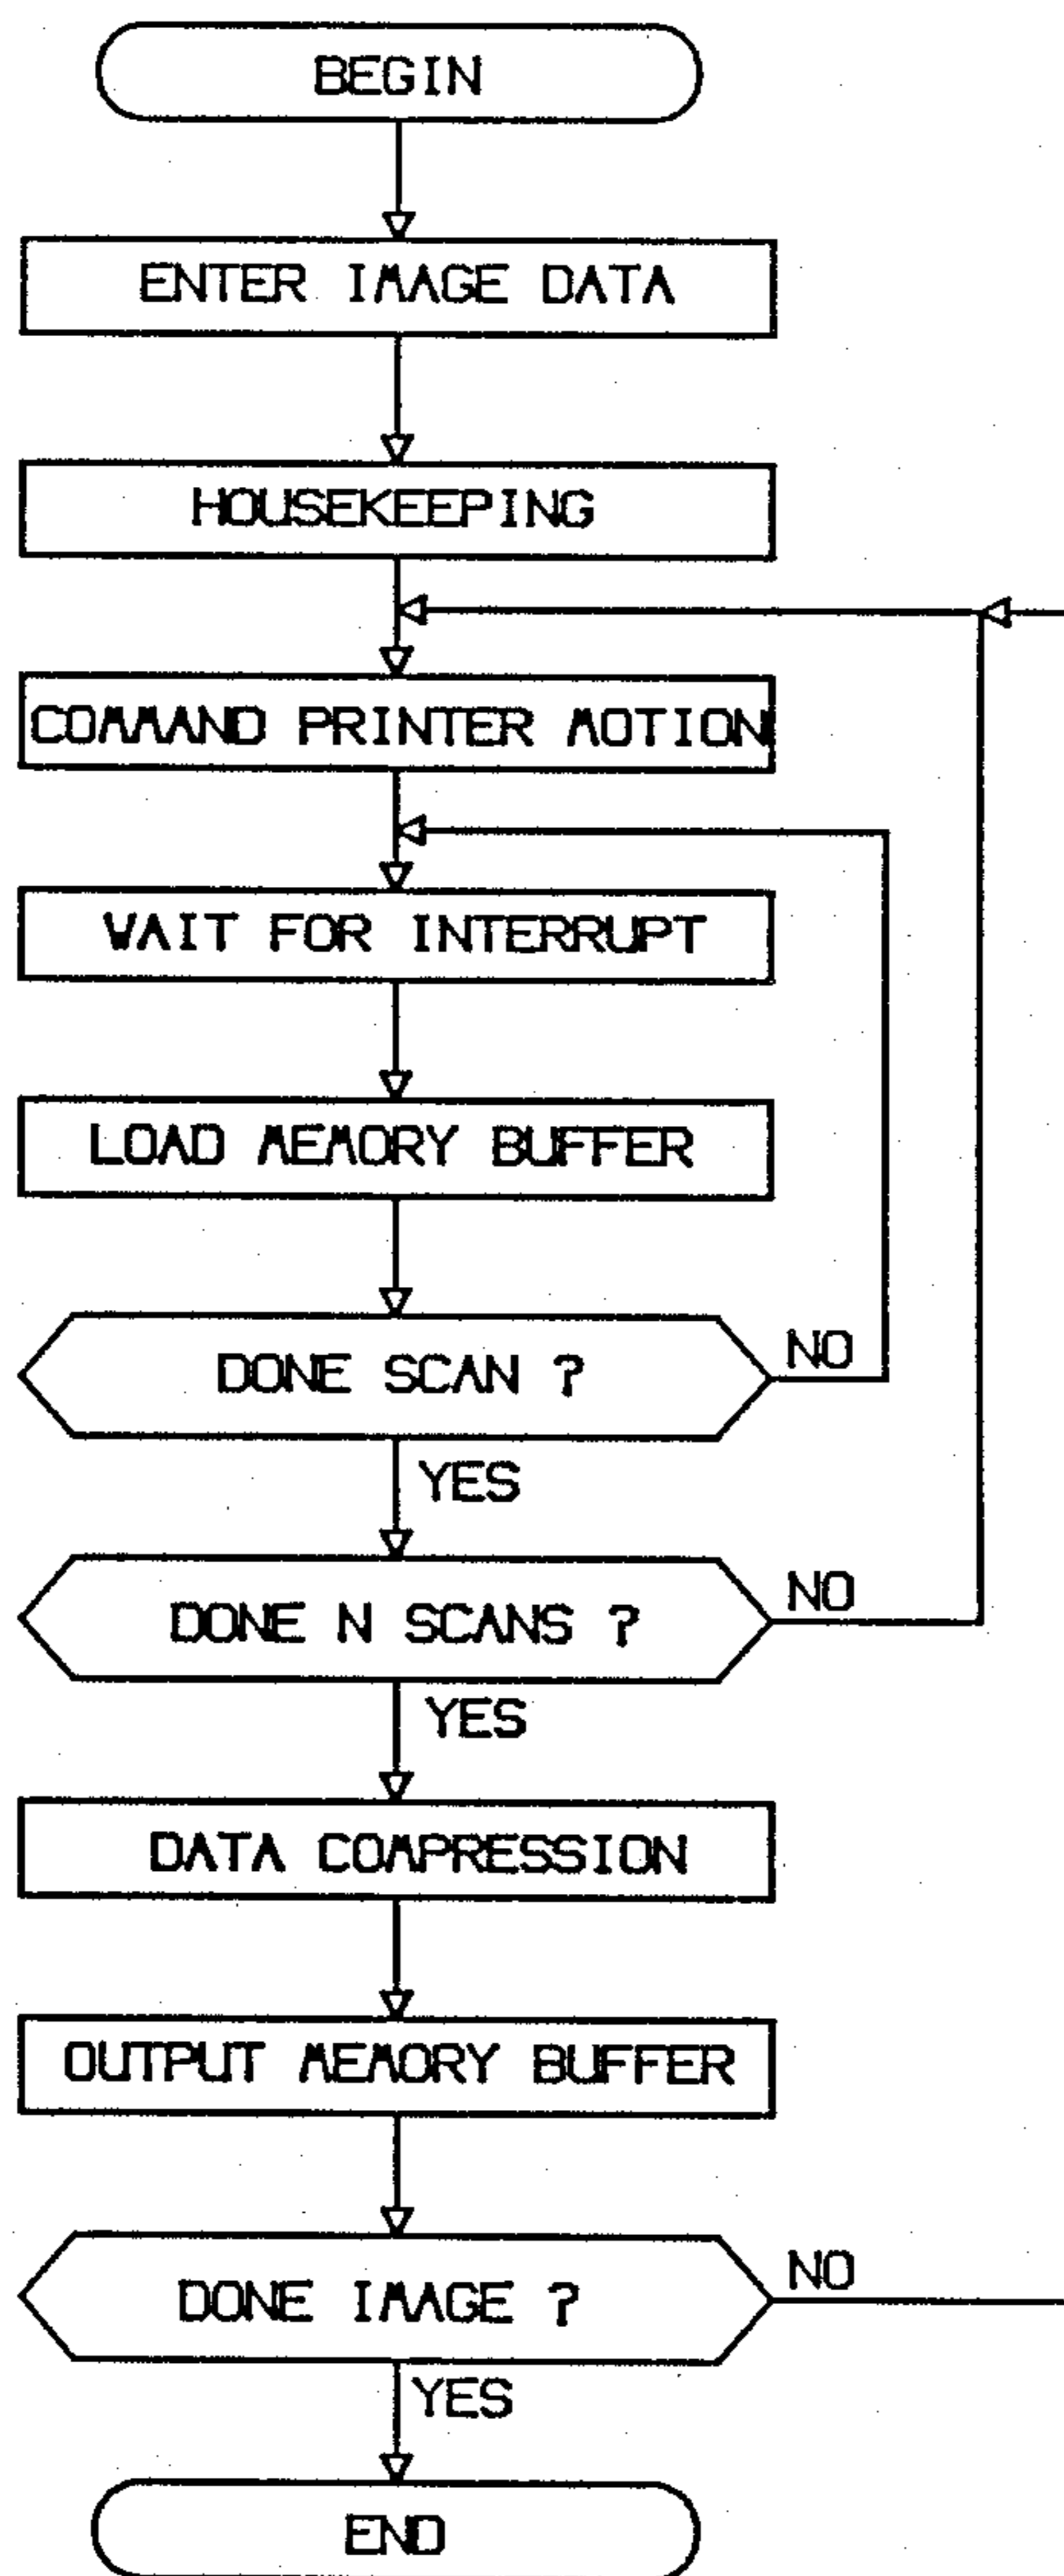 BEGIN
ENTER IMAGE DATA
HOUSEKEEPING
COMMAND PRINTER MOTION
WAIT FOR INTERRUPT
LOAD MEMORY BUFFER
DONE SCAN ?
NO
YES
DONE N SCANS ?
NO
YES
DATA COMPRESSION
OUTPUT MEMORY BUFFER
DONE IMAGE ?
NO
YES
END